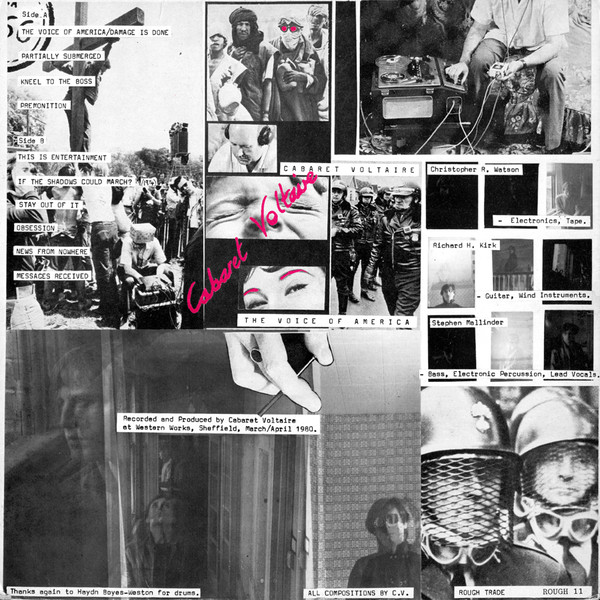 Side A
THE VOICE OF AMERICA/DAMAGE IS DONE
PARTIALLY SUBMERGED
KNEEL TO THE BOSS
PREMONITION
Side B
THIS IS ENTERTAINMENT
IF THE SHADOWS COULD MARCH? (1974)
STAY OUT OF IT
OBSESSION
NEWS FROM NOWHERE
MESSAGES RECEIVED
CABARET VOLTAIRE
Cabaret Voltaire
THE VOICE OF AMERICA
Christopher R. Watson
- Electronics, Tape.
Richard H. Kirk
- Guitar, Wind Instruments.
Stephen Mallinder
- Bass, Electronic Percussion, Lead Vocals.
Recorded and Produced by Cabaret Voltaire
at Western Works, Sheffield, March/April 1980.
Thanks again to Haydn Boyes-Weston for drums.
ALL COMPOSITIONS BY C.V.
ROUGH TRADE
ROUGH 11